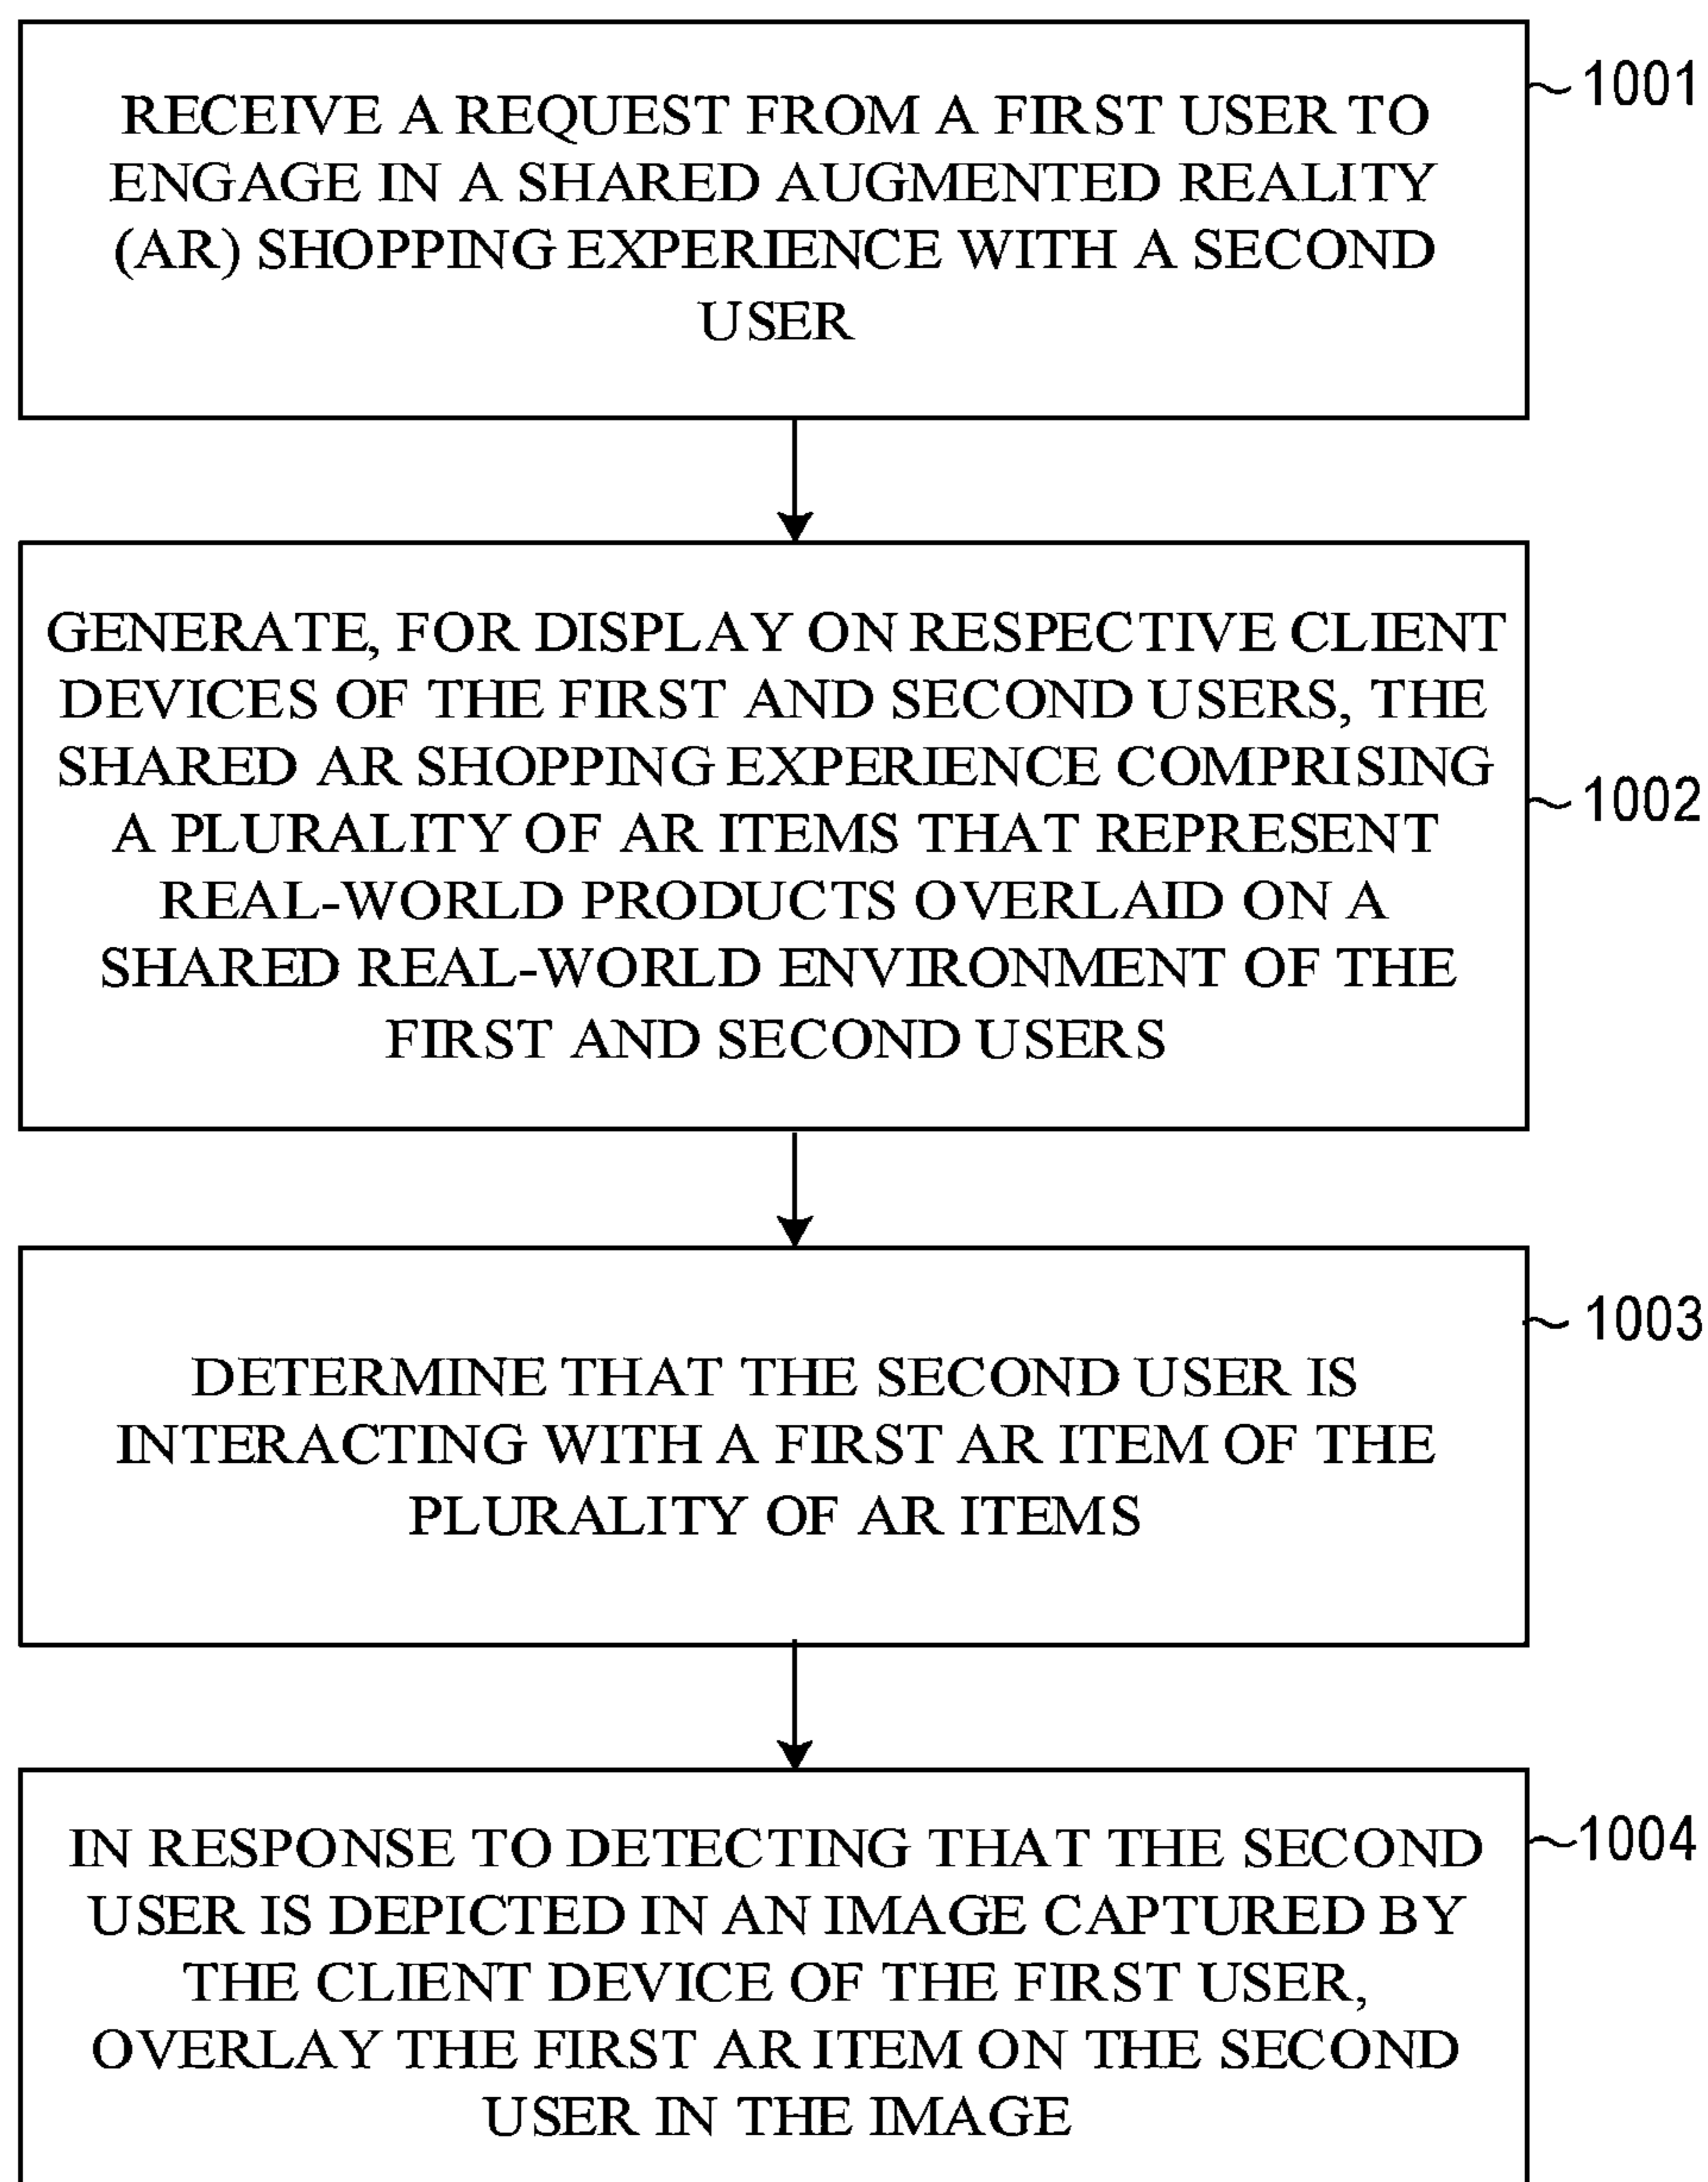 RECEIVE A REQUEST FROM A FIRST USER TO
ENGAGE IN A SHARED AUGMENTED REALITY
(AR) SHOPPING EXPERIENCE WITH A SECOND
USER
1001
GENERATE, FOR DISPLAY ON RESPECTIVE CLIENT
DEVICES OF THE FIRST AND SECOND USERS, THE
SHARED AR SHOPPING EXPERIENCE COMPRISING
A PLURALITY OF AR ITEMS THAT REPRESENT
REAL-WORLD PRODUCTS OVERLAID ON A
SHARED REAL-WORLD ENVIRONMENT OF THE
FIRST AND SECOND USERS
1002
DETERMINE THAT THE SECOND USER IS
INTERACTING WITH A FIRST AR ITEM OF THE
PLURALITY OF AR ITEMS
1003
IN RESPONSE TO DETECTING THAT THE SECOND
USER IS DEPICTED IN AN IMAGE CAPTURED BY
THE CLIENT DEVICE OF THE FIRST USER,
OVERLAY THE FIRST AR ITEM ON THE SECOND
USER IN THE IMAGE
1004